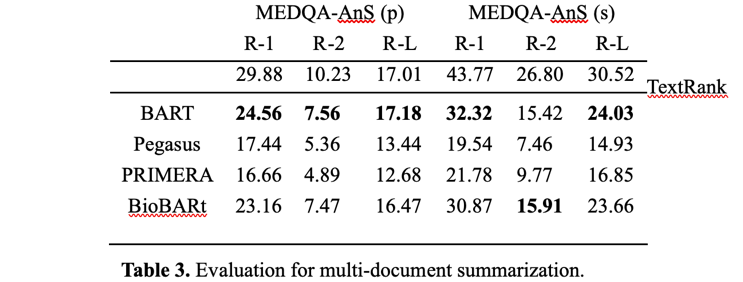 MEDQA-AnS (p) MEDQA-AnS (s)
R-1 R-2 R-L R-1 R-2 R-L
29.88 10.23 17.01 43.77 26.80 30.52 TextRank
BART 24.56 7.56 17.18 32.32 15.42 24.03
Pegasus 17.44 5.36 13.44 19.54 7.46 14.93
PRIMERA 16.66 4.89 12.68 21.78 9.77 16.85
BioBARt 23.16 7.47 16.47 30.87 15.91 23.66
Table 3. Evaluation for multi-document summarization.